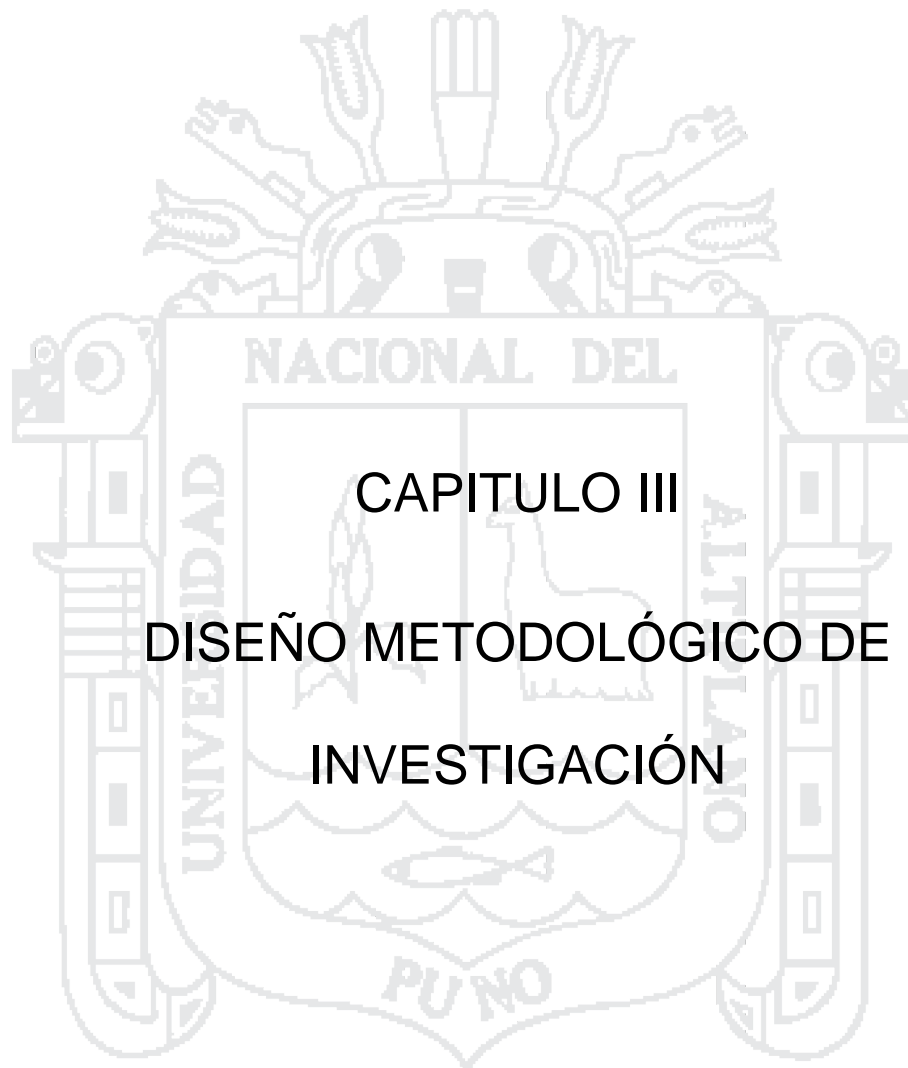 NACIONAL DEL
UNIVERSIDAD
ALTIPLANO
CAPITULO III
DISEÑO METODOLÓGICO DE
INVESTIGACIÓN
PUNO